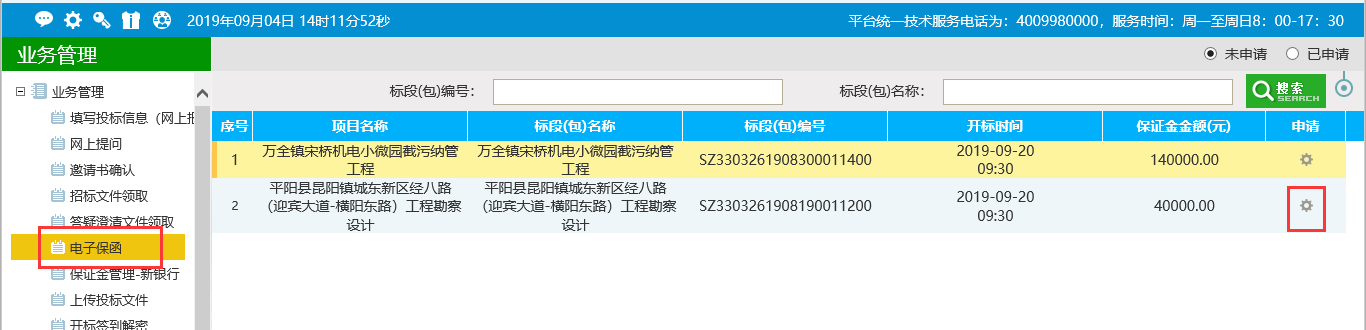 2019年09月04日 14时11分52秒
平台统一技术服务电话为：4009980000，服务时间：周一至周日8：00-17：30
业务管理
未申请 已申请
业务管理
填写投标信息（网上报
网上提问
邀请书确认
招标文件领取
答疑澄清文件领取
电子保函
保证金管理-新银行
上传投标文件
开标签到解密
标段(包)编号： 标段(包)名称： 搜索
SEARCH
序号 项目名称 标段(包)名称 标段(包)编号 开标时间 保证金金额(元) 申请
1 万全镇宋桥机电小微园截污纳管 万全镇宋桥机电小微园截污纳管 SZ3303261908300011400 2019-09-20 140000.00
工程 工程 09:30
2 平阳县昆阳镇城东新区经八路 平阳县昆阳镇城东新区经八路 SZ3303261908190011200 2019-09-20 40000.00
（迎宾大道-横阳东路）工程勘察 （迎宾大道-横阳东路）工程勘察 09:30
设计 设计